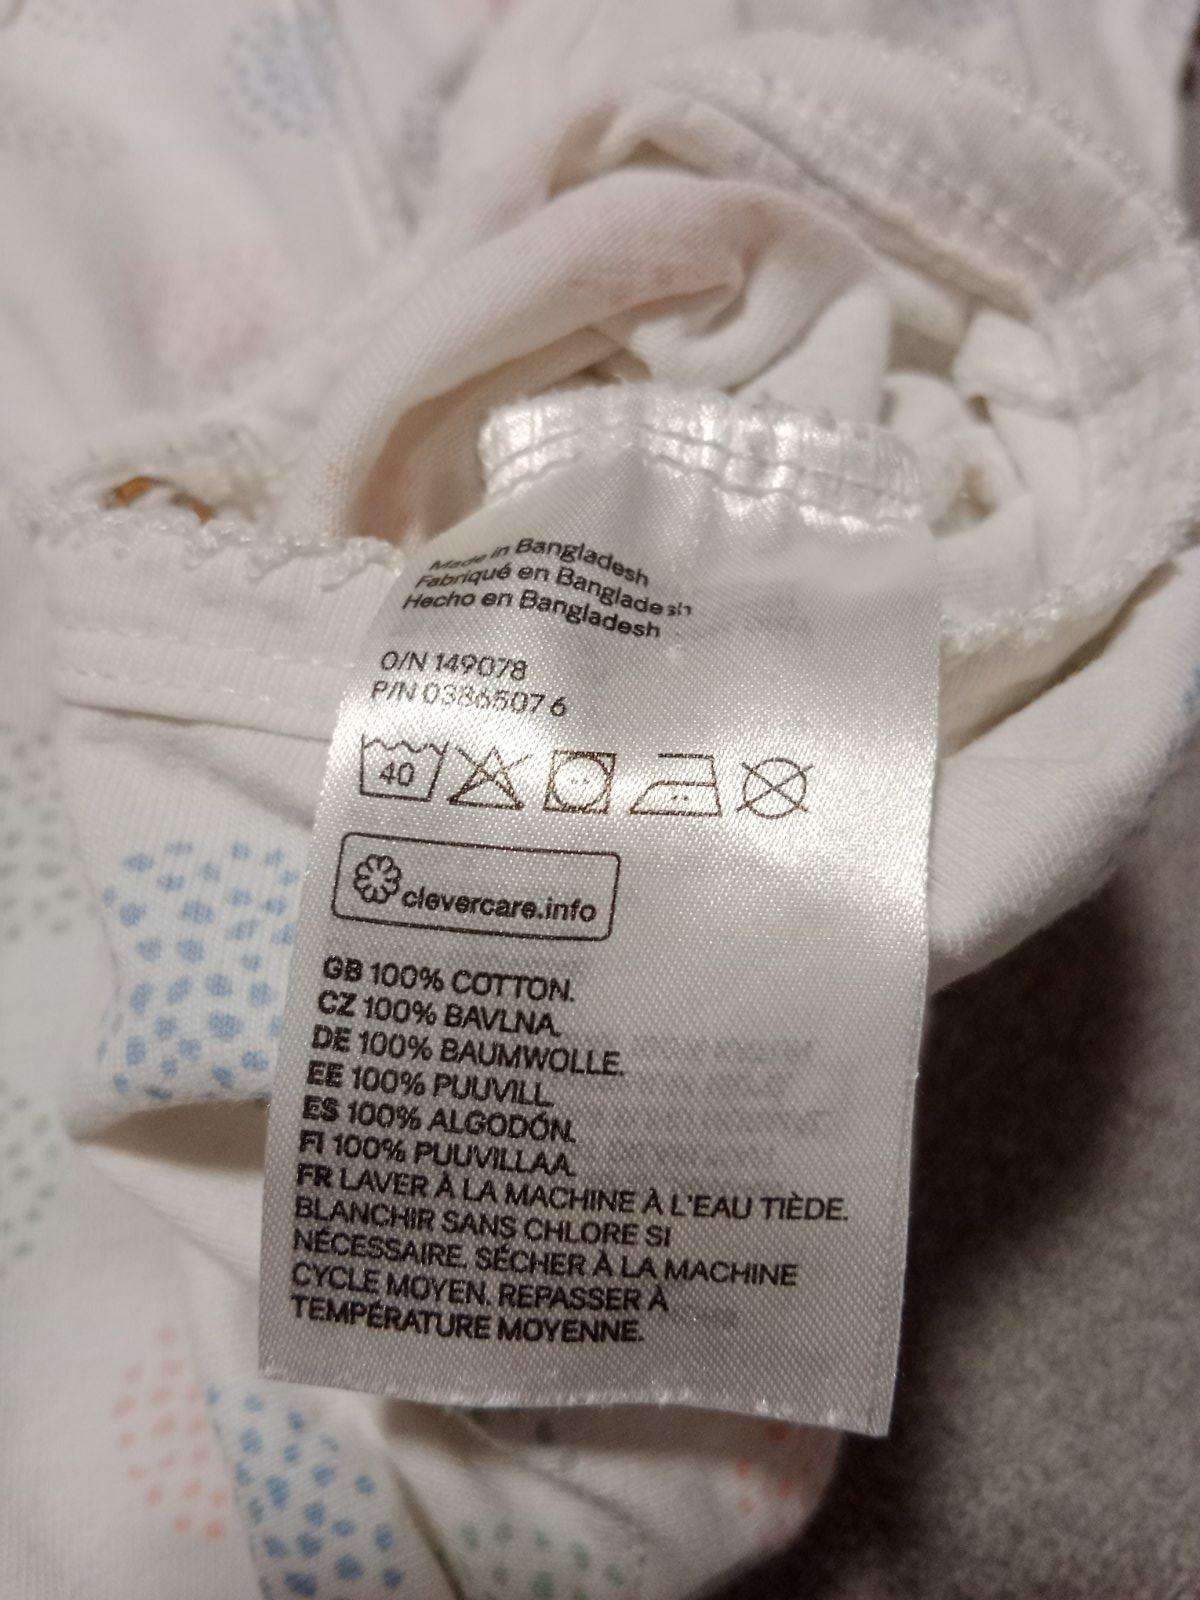 Made in Bangladesh
Fabriqué en Bangladesh
Hecho en Bangladesh
O/N 149078
P/N 03865076
40
clevercare.info
GB 100% COTTON.
CZ 100% BAVLNA.
DE 100% BAUMWOLLE.
EE 100% PUUVILL.
ES 100% ALGODÓN.
FI 100% PUUVILLAA.
FR LAVER À LA MACHINE À L'EAU TIÈDE.
BLANCHIR SANS CHLORE SI
NÉCESSAIRE. SÉCHER À LA MACHINE
CYCLE MOYEN. REPASSER À
TEMPÉRATURE MOYENNE.